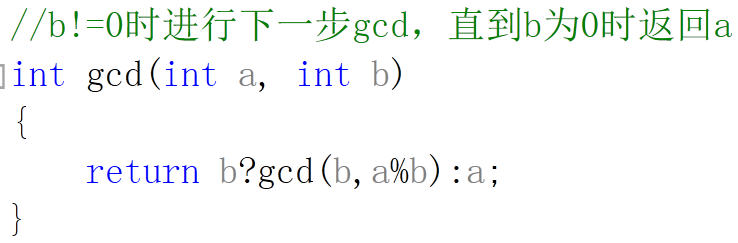 //b!=0时进行下一步gcd，直到b为0时返回a
int gcd(int a, int b)
{
    return b?gcd(b,a%b):a;
}